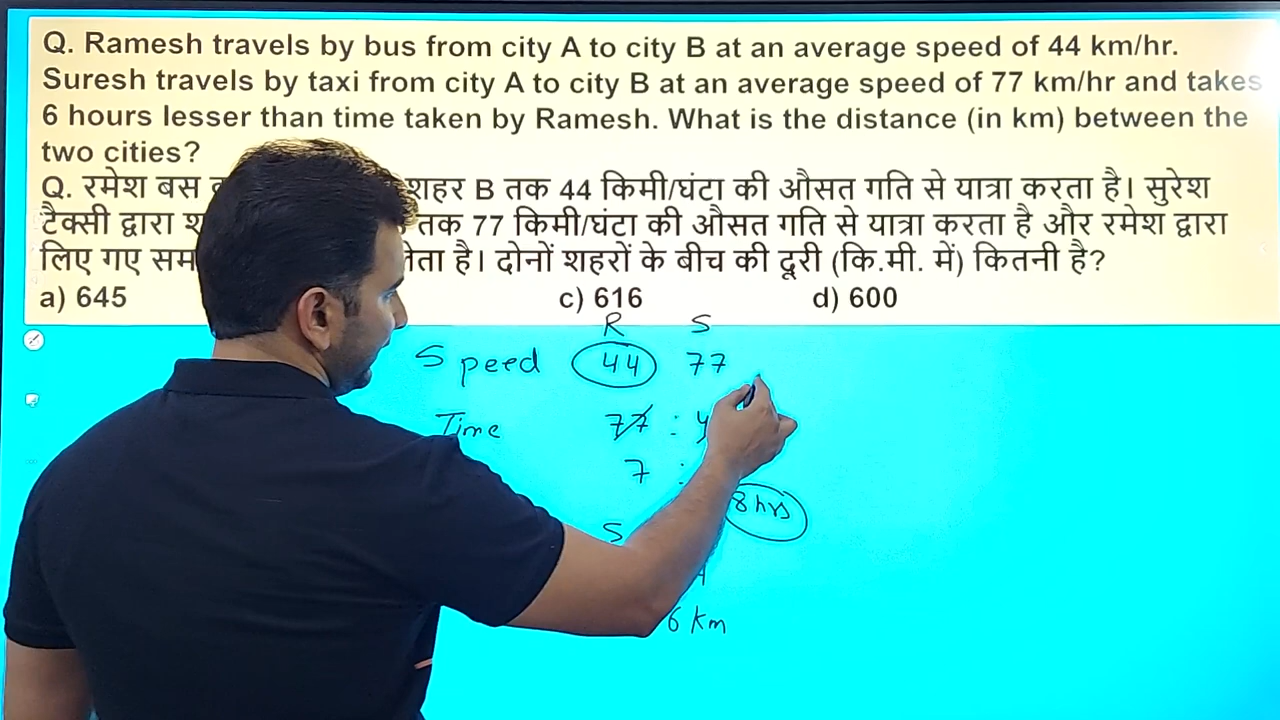 Q. Ramesh travels by bus from city A to city B at an average speed of 44 km/hr.
Suresh travels by taxi from city A to city B at an average speed of 77 km/hr and takes
6 hours lesser than time taken by Ramesh. What is the distance (in km) between the
two cities?
Q. रमेश बस शहर B तक 44 किमी/घंटा की औसत गति से यात्रा करता है। सुरेश
टैक्सी द्वारा तक 77 किमी/घंटा की औसत गति से यात्रा करता है और रमेश द्वारा
लिए गए है। दोनों शहरों के बीच की दूरी (कि.मी. में) कितनी है?
a) 645 c) 616 d) 600
R S
Speed 44 77
Time 77 :
7 :
8 hrs
S
6 km